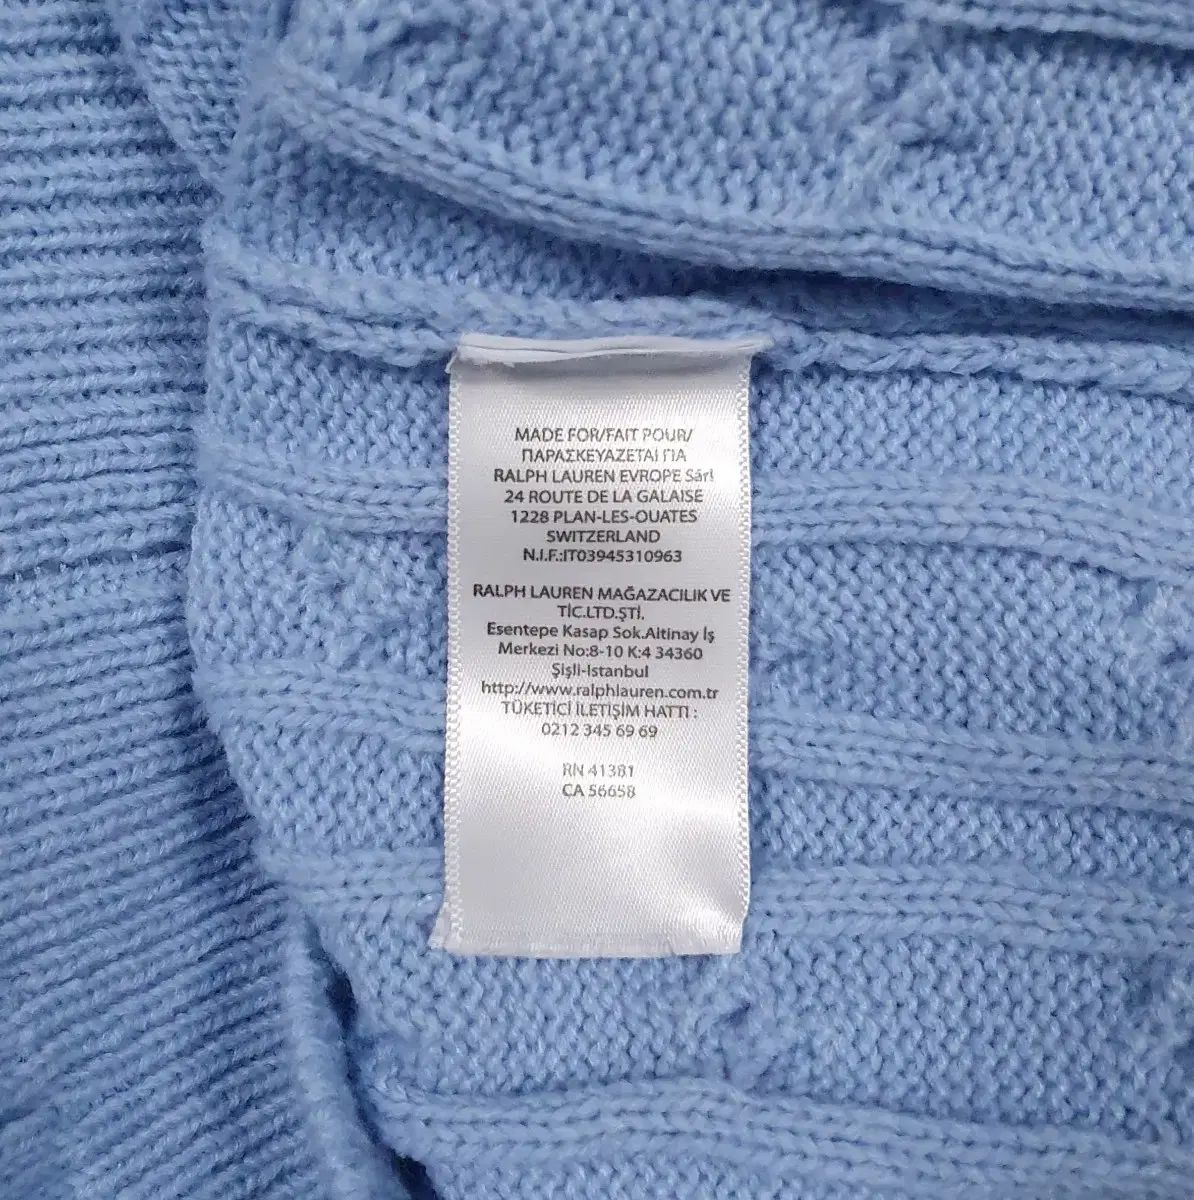 MADE FOR/FAIT POUR/
ΠΑΡΑΣΚΕΥΑΖΕΤΑΙ ΓΙΑ
RALPH LAUREN EVROPE Sárl
24 ROUTE DE LA GALAISE
1228 PLAN-LES-OUATES
SWITZERLAND
N.I.F.:IT03945310963
RALPH LAUREN MAĞAZACILIK VE
TİC.LTD.ŞTİ.
Esentepe Kasap Sok.Altinay İş
Merkezi No:8-10 K:4 34360
Şişli-Istanbul
http://www.ralphlauren.com.tr
TÜKETİCİ İLETİŞİM HATTI :
0212 345 69 69
RN 41381
CA 56658